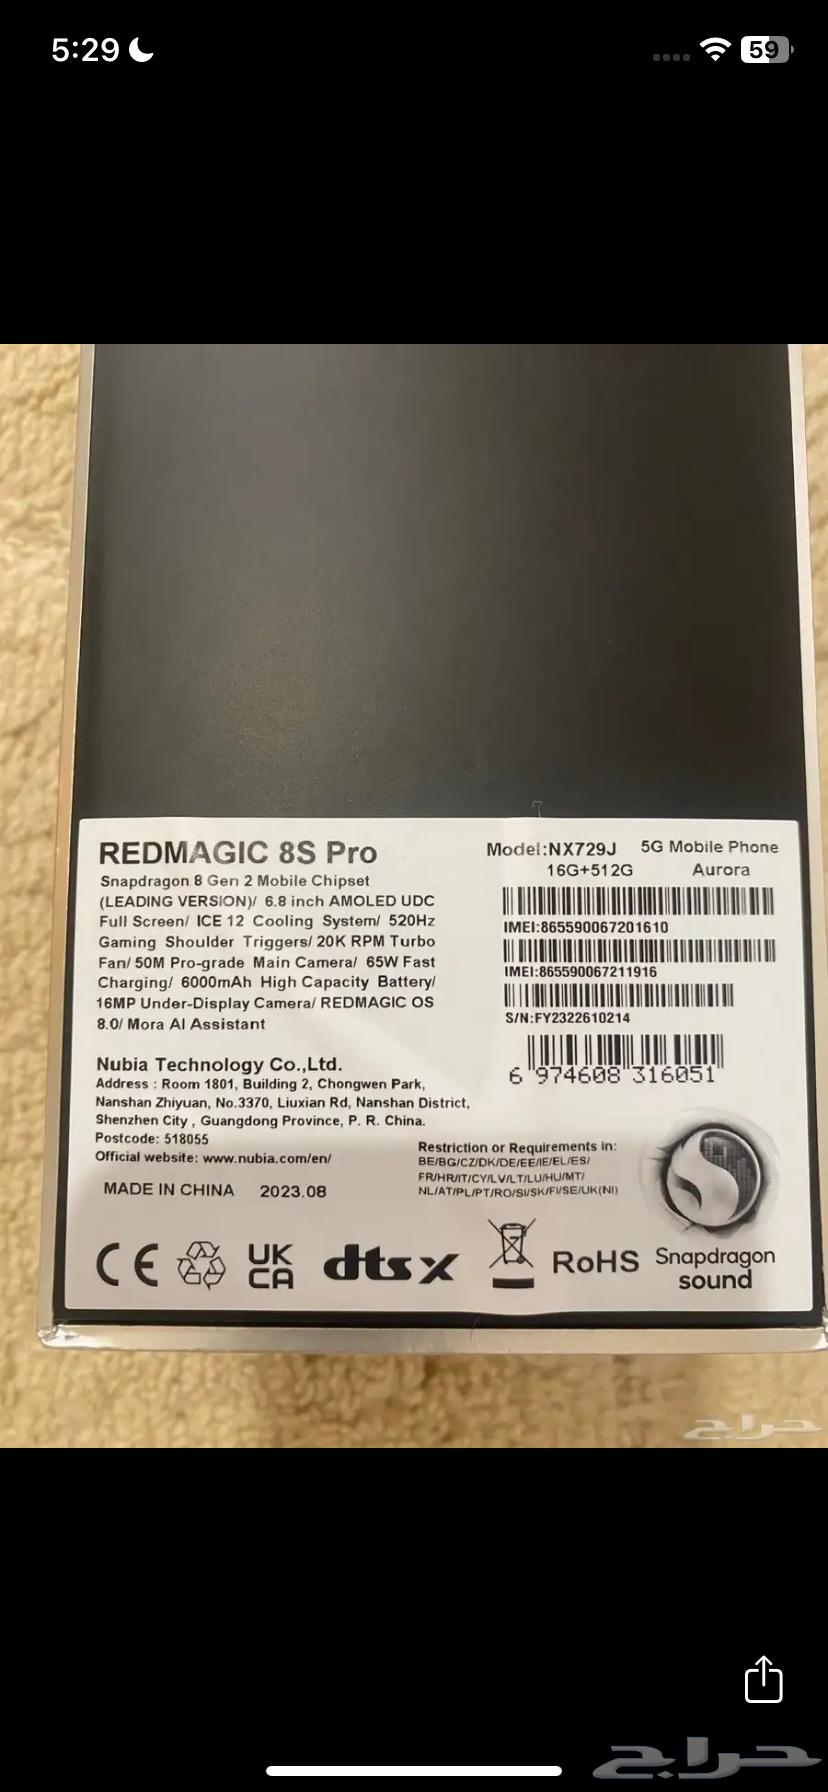 5:29
59
REDMAGIC 8S Pro
Snapdragon 8 Gen 2 Mobile Chipset
(LEADING VERSION)/ 6.8 inch AMOLED UDC
Full Screen/ ICE 12 Cooling System/ 520Hz
Gaming Shoulder Triggers/ 20K RPM Turbo
Fan/ 50M Pro-grade Main Camera/ 65W Fast
Charging/ 6000mAh High Capacity Battery/
16MP Under-Display Camera/ REDMAGIC OS
8.0/ Mora AI Assistant
Model:NX729J 5G Mobile Phone
16G+512G Aurora
IMEI:865590067201610
IMEI:865590067211916
S/N:FY2322610214
6 974608 316051
Nubia Technology Co.,Ltd.
Address : Room 1801, Building 2, Chongwen Park,
Nanshan Zhiyuan, No.3370, Liuxian Rd, Nanshan District,
Shenzhen City , Guangdong Province, P. R. China.
Postcode: 518055
Official website: www.nubia.com/en/
MADE IN CHINA 2023.08
Restriction or Requirements in:
BE/BG/CZ/DK/DE/EE/IE/EL/ES/
FR/HR/IT/CY/LV/LT/LU/HU/MT/
NL/AT/PL/PT/RO/SI/SK/FI/SE/UK(NI)
CE
UK
CA
dts x
RoHS
Snapdragon
sound
حراج
حراج